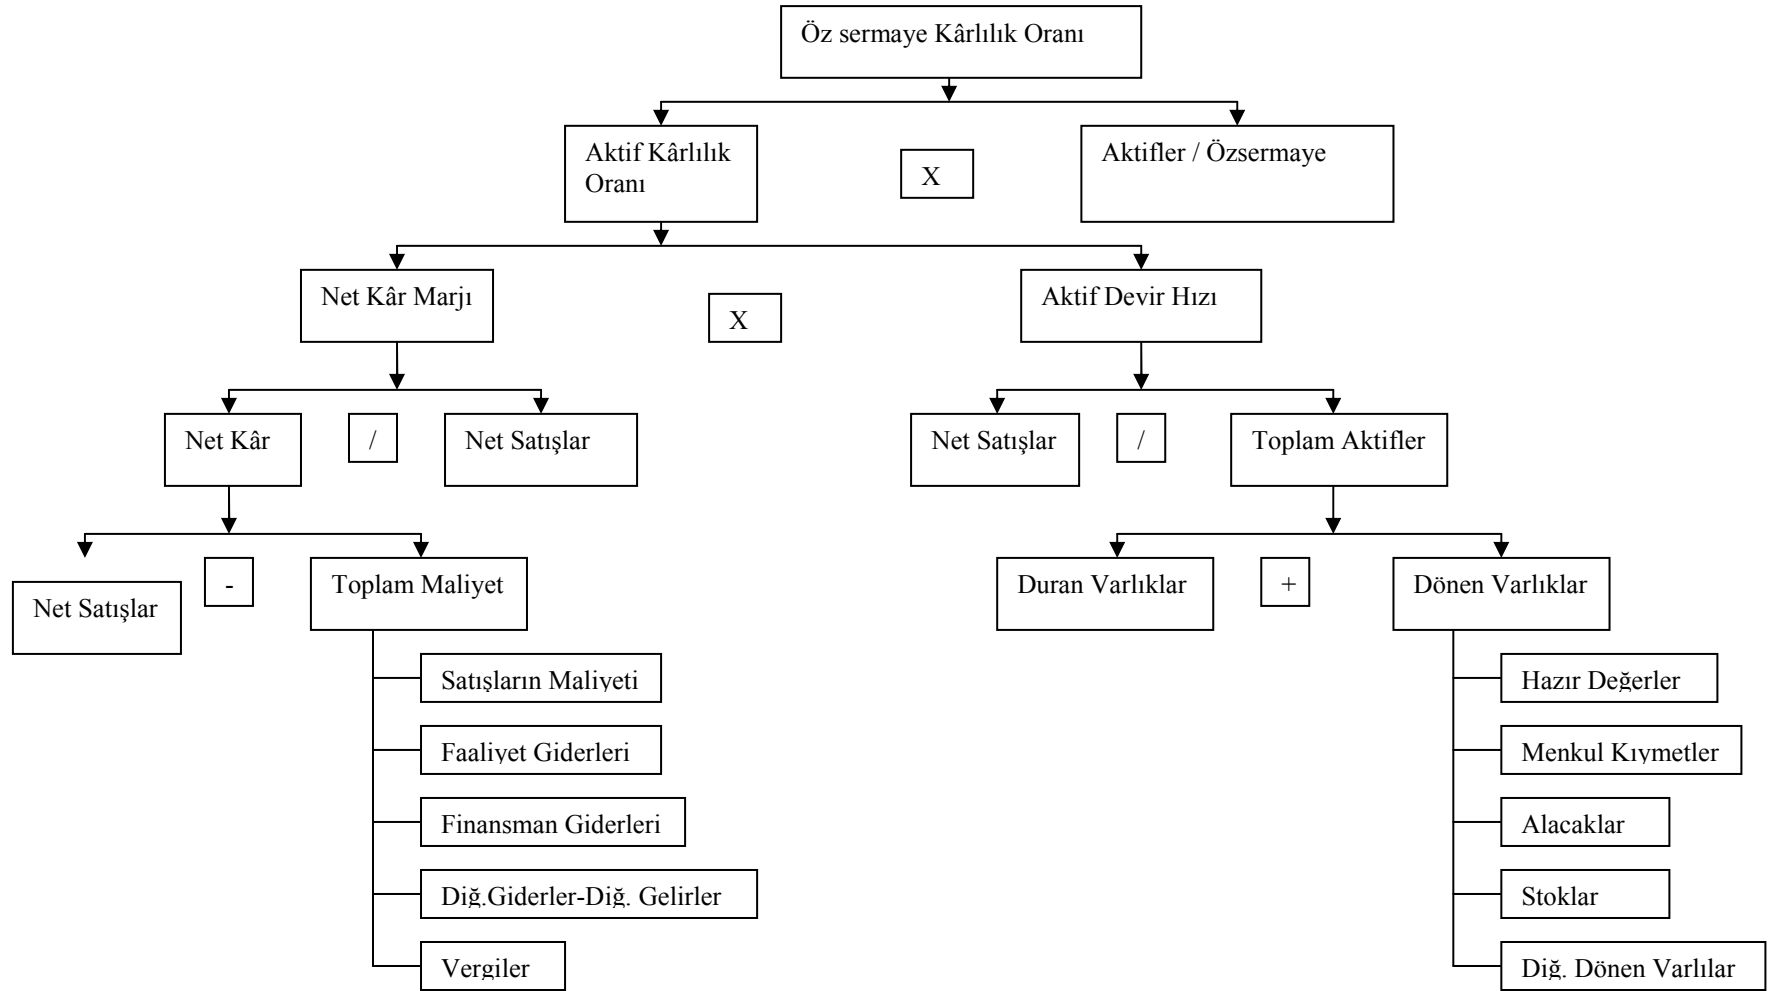 Öz sermaye Kârlılık Oranı
Aktif Kârlılık
Oranı
X
Aktifler / Özsermaye
Net Kâr Marjı
X
Aktif Devir Hızı
Net Kâr
/
Net Satışlar
Net Satışlar
/
Toplam Aktifler
Net Satışlar
-
Toplam Maliyet
Duran Varlıklar
+
Dönen Varlıklar
Satışların Maliyeti
Faaliyet Giderleri
Finansman Giderleri
Diğ.Giderler-Diğ. Gelirler
Vergiler
Hazır Değerler
Menkul Kıymetler
Alacaklar
Stoklar
Diğ. Dönen Varlılar